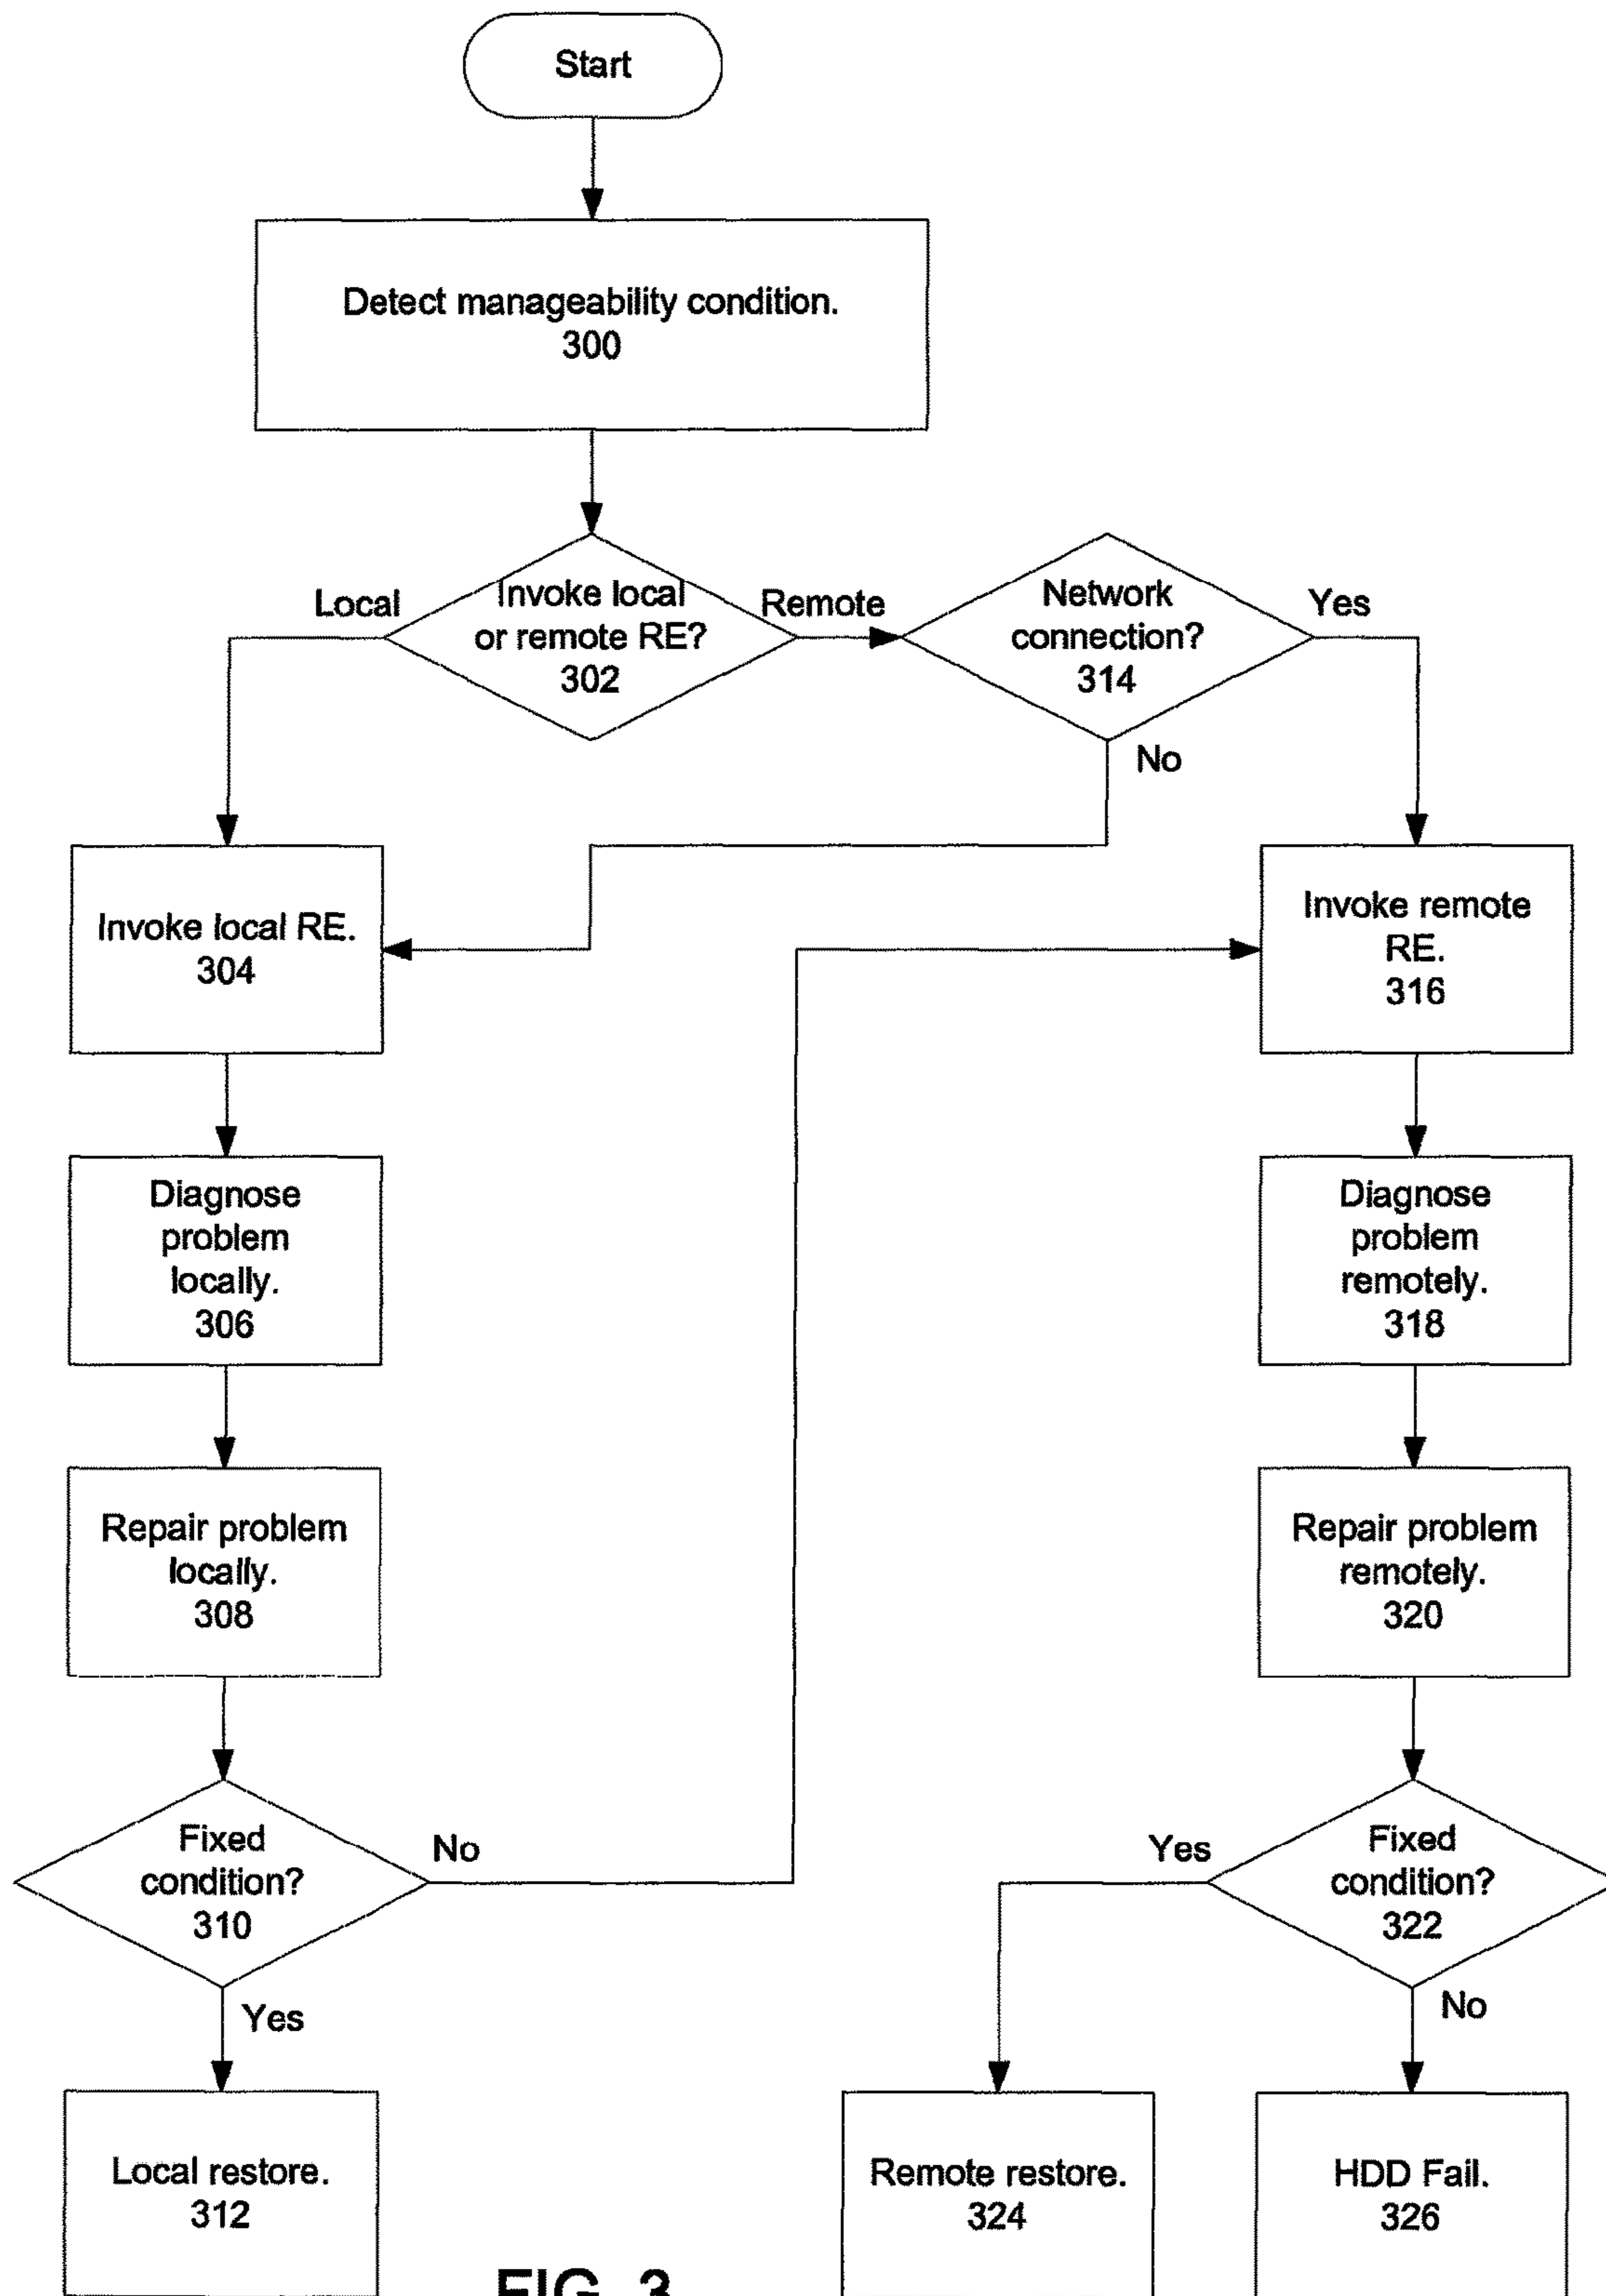 Start
Detect manageability condition.
300
Local
Invoke local
or remote RE?
302
Remote
Network
connection?
314
Yes
No
Invoke local RE.
304
Invoke remote
RE.
316
Diagnose
problem
locally.
306
Diagnose
problem
remotely.
318
Repair problem
locally.
308
Repair problem
remotely.
320
Fixed
condition?
310
No
Yes
Yes
Fixed
condition?
322
No
Local restore.
312
Remote restore.
324
HDD Fail.
326
FIG. 3